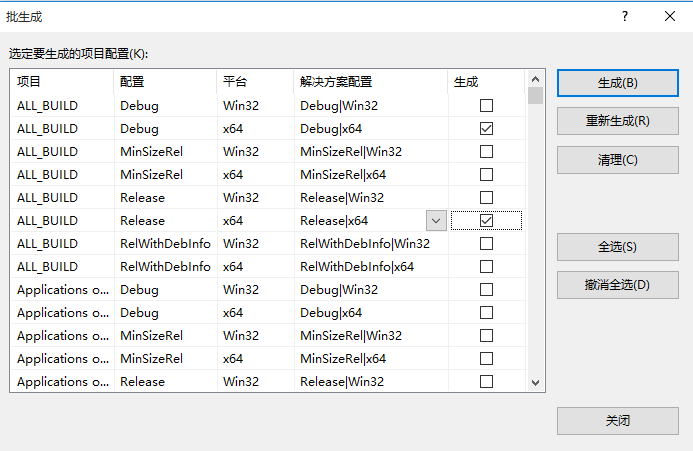 批生成
选定要生成的项目配置(K):
项目 配置 平台 解决方案配置 生成
ALL_BUILD Debug Win32 Debug|Win32
ALL_BUILD Debug x64 Debug|x64
ALL_BUILD MinSizeRel Win32 MinSizeRel|Win32
ALL_BUILD MinSizeRel x64 MinSizeRel|x64
ALL_BUILD Release Win32 Release|Win32
ALL_BUILD Release x64 Release|x64
ALL_BUILD RelWithDebInfo Win32 RelWithDebInfo|Win32
ALL_BUILD RelWithDebInfo x64 RelWithDebInfo|x64
Applications o... Debug Win32 Debug|Win32
Applications o... Debug x64 Debug|x64
Applications o... MinSizeRel Win32 MinSizeRel|Win32
Applications o... MinSizeRel x64 MinSizeRel|x64
Applications o... Release Win32 Release|Win32
生成(B)
重新生成(R)
清理(C)
全选(S)
撤消全选(D)
关闭